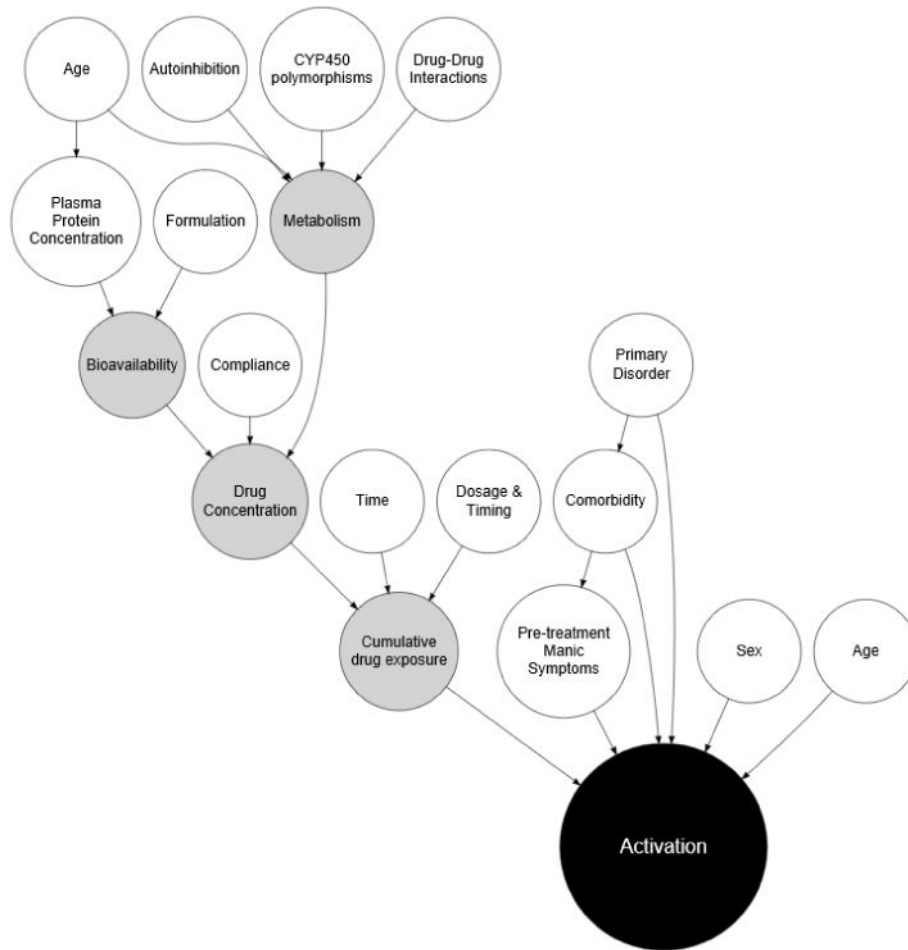 Age
Autoinhibition
CYP450
polymorphisms
Drug-Drug
Interactions
Plasma
Protein
Concentration
Formulation
Metabolism
Bioavailability
Compliance
Primary
Disorder
Drug
Concentration
Time
Dosage &
Timing
Comorbidity
Cumulative
drug exposure
Pre-treatment
Manic
Symptoms
Sex
Age
Activation